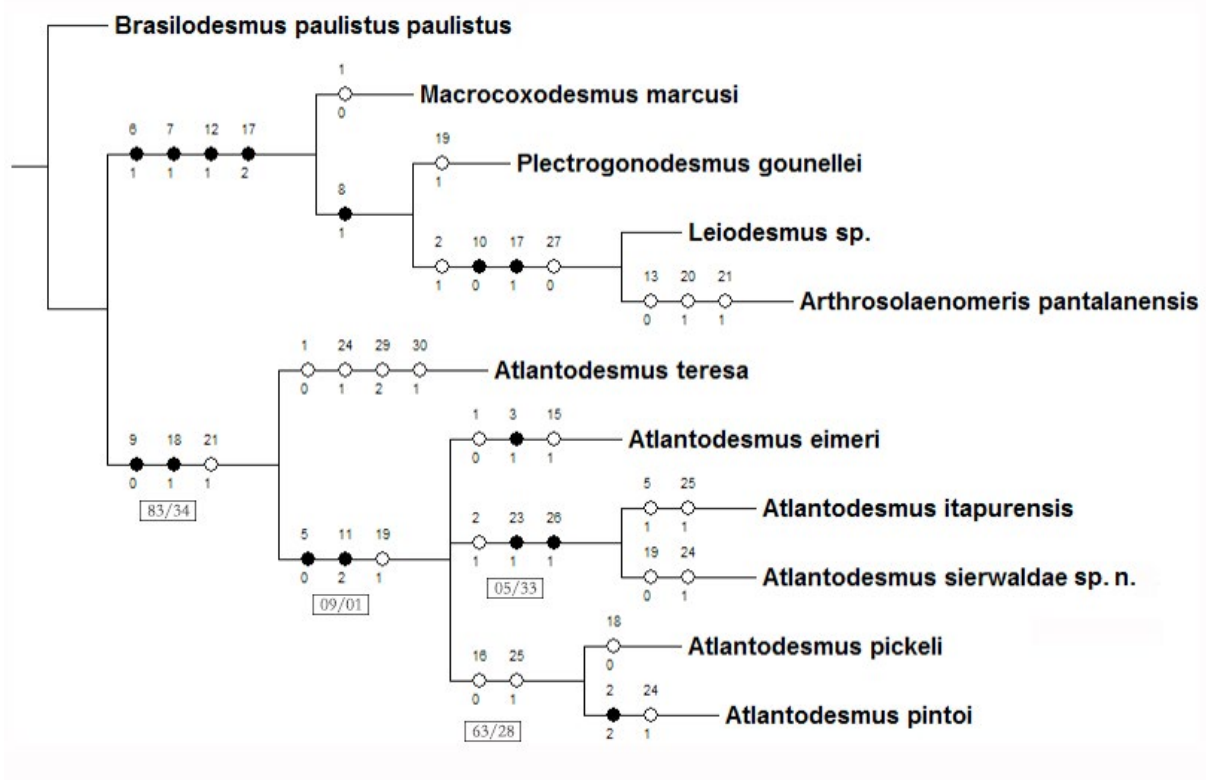 Brasilodesmus paulistus paulistus
1
Macrocoxodesmus marcusi
0
6 7 12 17
1 1 1 2
19
Plectrogonodesmus gounellei
1
8
1
Leiodesmus sp.
2 10 17 27
1 0 1 0
13 20 21
Arthrosolaenomeris pantalanensis
0 1 1
1 24 29 30
Atlantodesmus teresa
0 1 2 1
1 3 15
Atlantodesmus eimeri
0 1 1
9 18 21
0 1 1
83/34
5 25
Atlantodesmus itapurensis
1 1
2 23 26
1 1 1
05/33
5 11 19
0 2 1
09/01
19 24
Atlantodesmus sierwaldae sp. n.
0 1
18
Atlantodesmus pickeli
0
16 25
0 1
63/28
2 24
Atlantodesmus pintoi
2 1